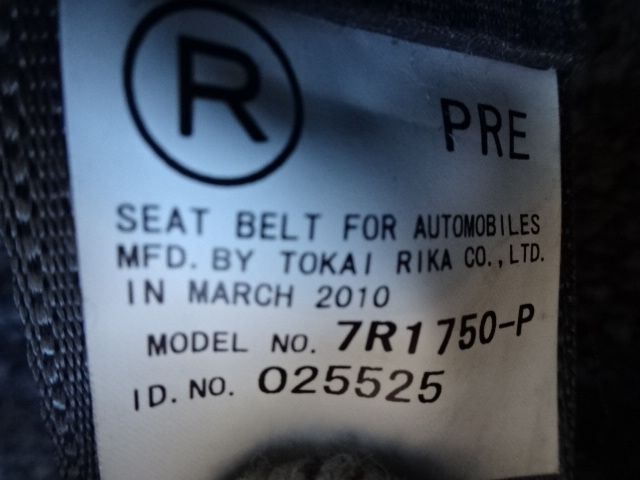 R
PRE
SEAT BELT FOR AUTOMOBILES
MFD. BY TOKAI RIKA CO., LTD.
IN MARCH 2010
MODEL NO. 7R1750-P
ID. NO. 025525